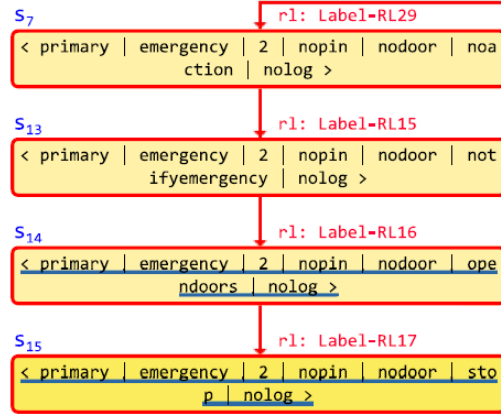 S7
rl: Label-RL29
< primary | emergency | 2 | nopin | nodoor | noa
ction | nolog >
S13
rl: Label-RL15
< primary | emergency | 2 | nopin | nodoor | not
ifyemergency | nolog >
S14
rl: Label-RL16
< primary | emergency | 2 | nopin | nodoor | ope
ndoors | nolog >
S15
rl: Label-RL17
< primary | emergency | 2 | nopin | nodoor | sto
p | nolog >